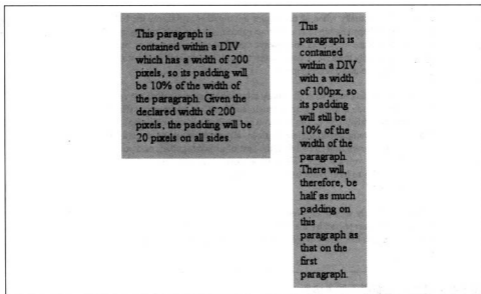 This paragraph is
contained within a DIV
which has a width of 200
pixels, so its padding will
be 10% of the width of
the paragraph. Given the
declared width of 200
pixels, the padding will be
20 pixels on all sides.
This
paragraph is
contained
within a DIV
with a width
of 100px, so
its padding
will still be
10% of the
width of the
paragraph.
There will,
therefore, be
half as much
padding on
this
paragraph as
that on the
first
paragraph.